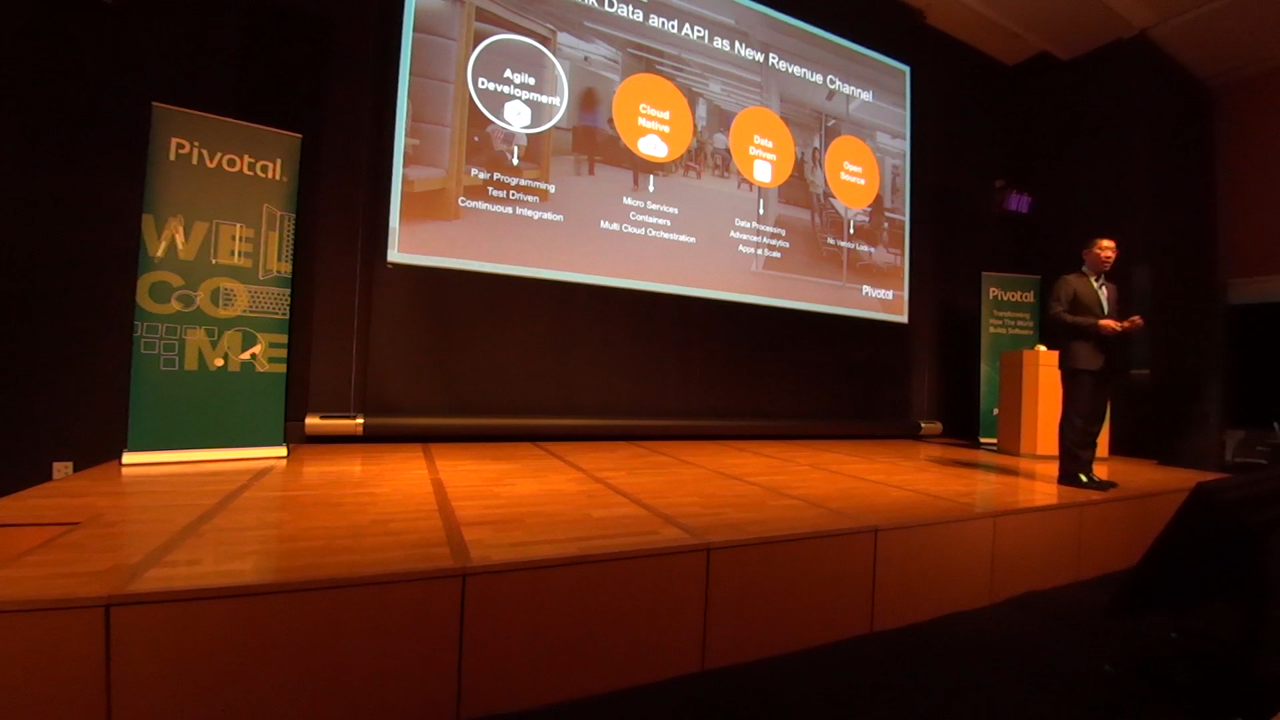 Data and API as New Revenue Channel
Agile
Development
Pair Programming
Test Driven
Continuous Integration
Cloud
Native
Micro Services
Containers
Multi Cloud Orchestration
Data
Driven
Data Processing
Advanced Analytics
Apps at Scale
Open
Source
No Vendor Lock-in
Pivotal
Pivotal
WEL
CO
ME
Pivotal
Transforming
How The World
Builds Software